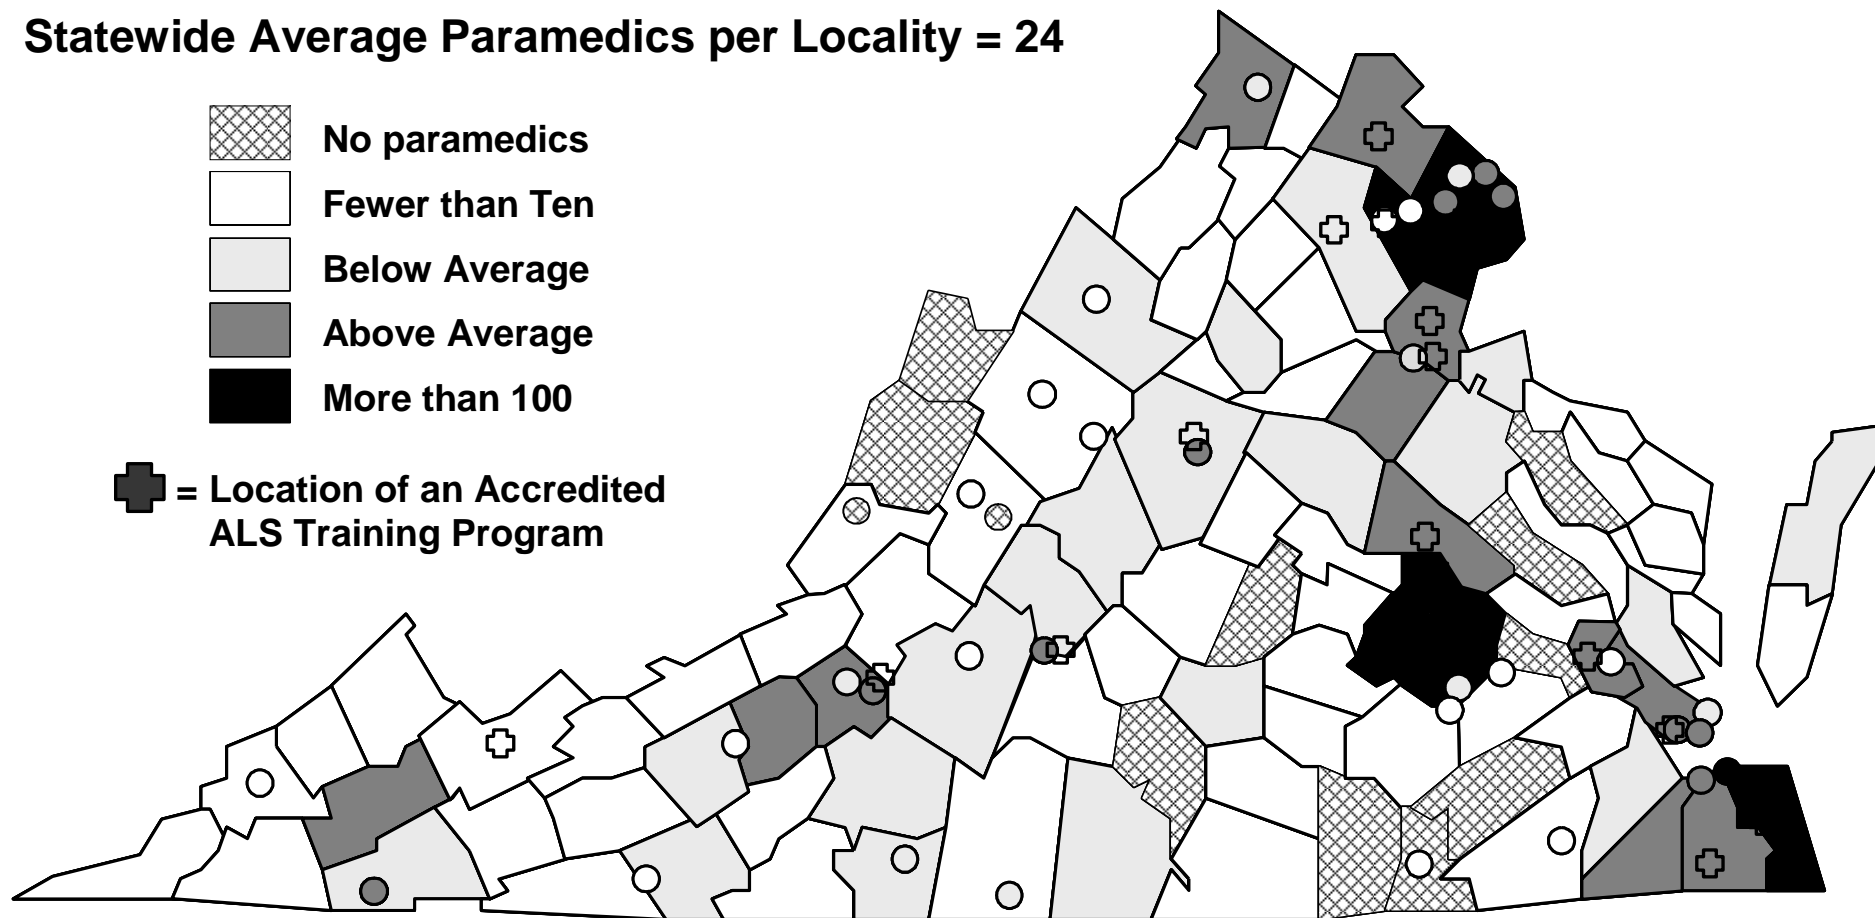 Statewide Average Paramedics per Locality = 24
No paramedics
Fewer than Ten
Below Average
Above Average
More than 100
= Location of an Accredited
ALS Training Program